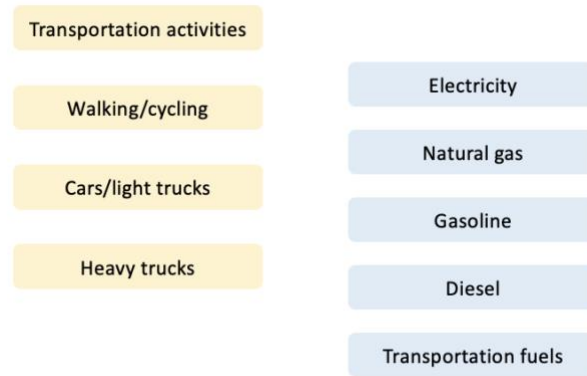 Transportation activities
Walking/cycling
Cars/light trucks
Heavy trucks
Electricity
Natural gas
Gasoline
Diesel
Transportation fuels